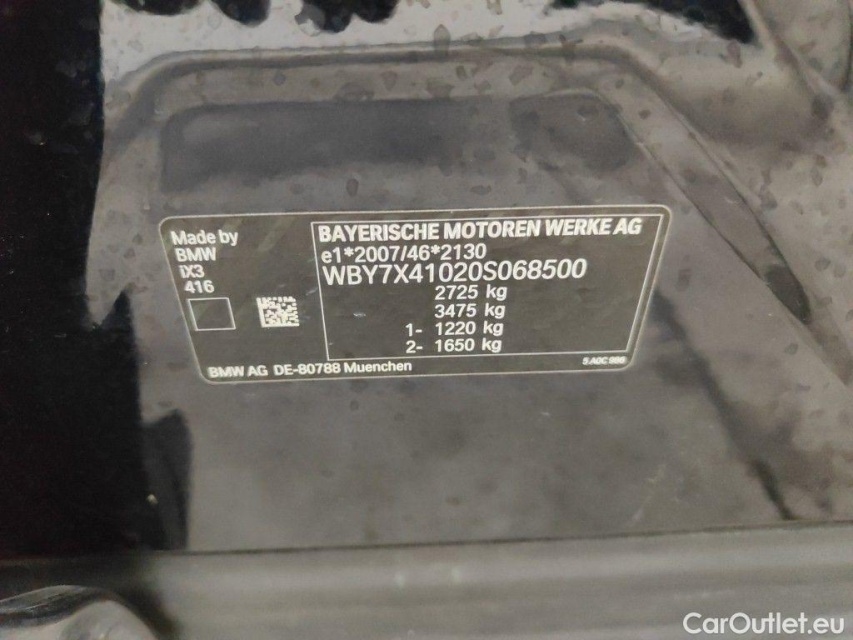 Made by
BMW
IX3
416
BAYERISCHE MOTOREN WERKE AG
e1*2007/46*2130
WBY7X41020S068500
2725 kg
3475 kg
1- 1220 kg
2- 1650 kg
BMW AG DE-80788 Muenchen
CarOutlet.eu